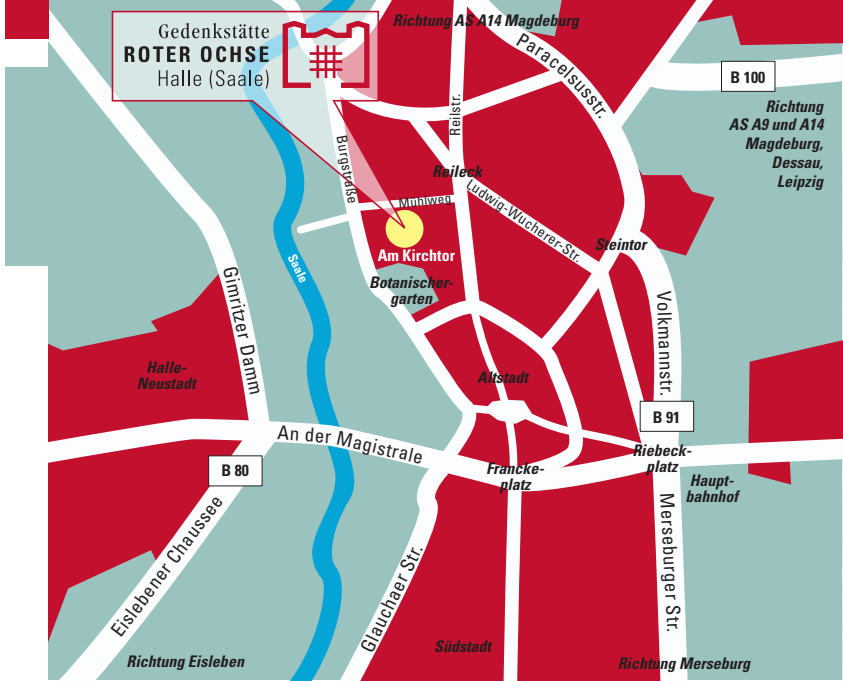 Gedenkstätte
ROTER OCHSE
Halle (Saale)
Richtung AS A14 Magdeburg
Paracelsusstr.
B 100
Richtung
AS A9 und A14
Magdeburg,
Dessau,
Leipzig
Reilstr.
Burgstraße
Reileck
Mühlweg
Ludwig-Wucherer-Str.
Am Kirchtor
Steintor
Saale
Botanischer-
garten
Gimritzer Damm
Volkmannstr.
Halle-
Neustadt
Altstadt
B 91
An der Magistrale
B 80
Francke-
platz
Riebeck-
platz
Haupt-
bahnhof
Eislebener Chaussee
Glauchaer Str.
Merseburger Str.
Südstadt
Richtung Eisleben
Richtung Merseburg